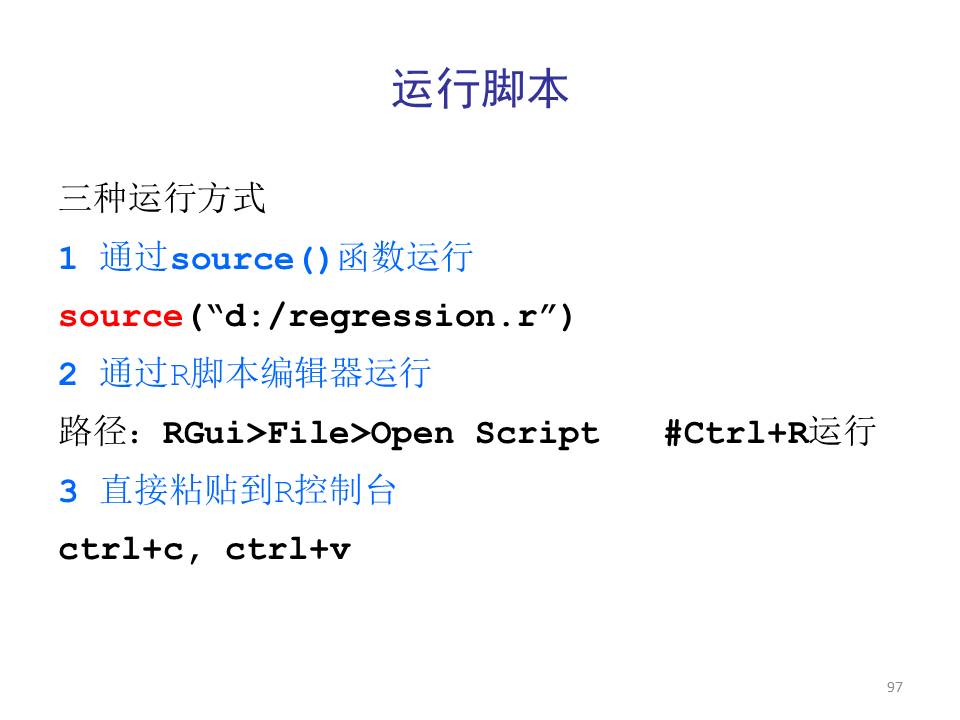 运行脚本
三种运行方式
1 通过source()函数运行
source(“d:/regression.r”)
2 通过R脚本编辑器运行
路径：RGui>File>Open Script #Ctrl+R运行
3 直接粘贴到R控制台
ctrl+c, ctrl+v
97